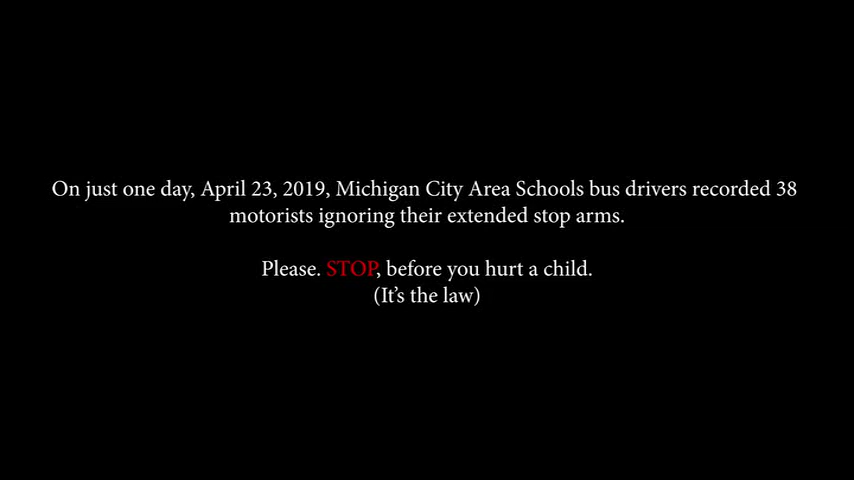 On just one day, April 23, 2019, Michigan City Area Schools bus drivers recorded 38
motorists ignoring their extended stop arms.
Please. STOP, before you hurt a child.
(It’s the law)